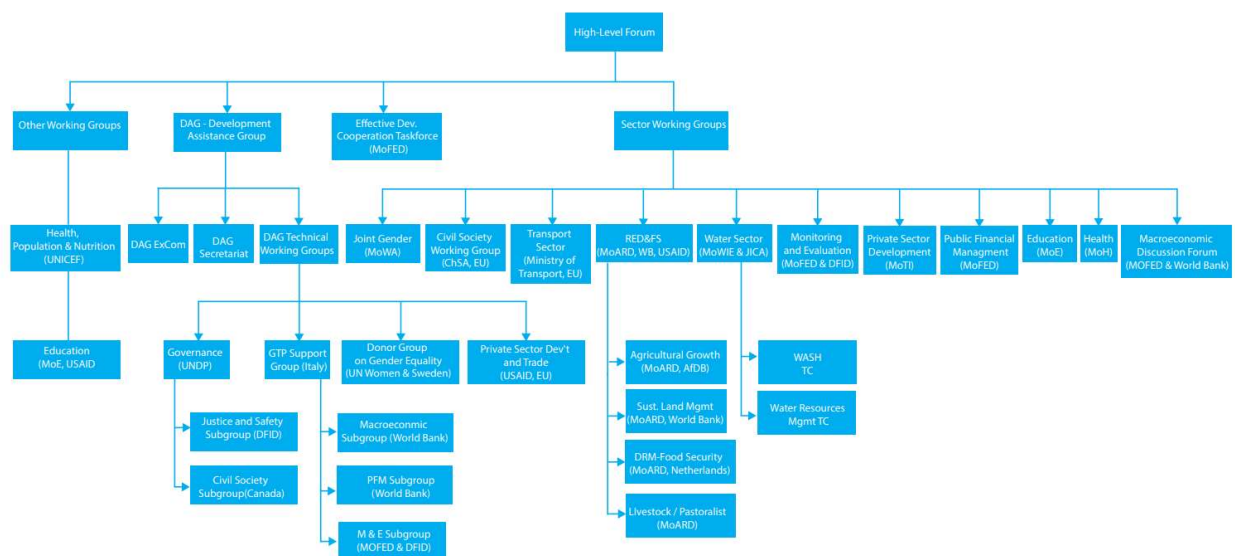 High-Level Forum
Other Working Groups
DAG - Development
Assistance Group
Effective Dev.
Cooperation Taskforce
(MoFED)
Sector Working Groups
Health,
Population & Nutrition
(UNICEF)
DAG ExCom
DAG
Secretariat
DAG Technical
Working Groups
Joint Gender
(MoWA)
Civil Society
Working Group
(ChSA, EU)
Transport
Sector
(Ministry of
Transport, EU)
RED&FS
(MoARD, WB, USAID)
Water Sector
(MoWIE & JICA)
Monitoring
and Evaluation
(MoFED & DFID)
Private Sector
Development
(MoTI)
Public Financial
Managment
(MoFED)
Education
(MoE)
Health
(MoH)
Macroeconomic
Discussion Forum
(MOFED & World Bank)
Education
(MoE, USAID
Governance
(UNDP)
GTP Support
Group (Italy)
Donor Group
on Gender Equality
(UN Women & Sweden)
Private Sector Dev't
and Trade
(USAID, EU)
Agricultural Growth
(MoARD, AfDB)
WASH
TC
Justice and Safety
Subgroup (DFID)
Macroeconmic
Subgroup (World Bank)
Sust. Land Mgmt
(MoARD, World Bank)
Water Resources
Mgmt TC
Civil Society
Subgroup(Canada)
PFM Subgroup
(World Bank)
DRM-Food Security
(MoARD, Netherlands)
M & E Subgroup
(MOFED & DFID)
LIvestock / Pastoralist
(MoARD)